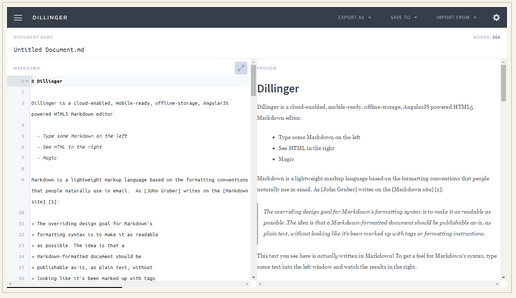 DILLINGER
EXPORT AS
SAVE TO
IMPORT FROM
DOCUMENT NAME
WORDS: 554
Untitled Document.md
MARKDOWN
1 # Dillinger
2
3 Dillinger is a cloud-enabled, mobile-ready, offline-storage, AngularJS
powered HTML5 Markdown editor.
4
5 - Type some Markdown on the left
6 - See HTML in the right
7 - Magic
8
9 Markdown is a lightweight markup language based on the formatting conventions
that people naturally use in email. As [John Gruber] writes on the [Markdown
site] [1]:
10
11 > The overriding design goal for Markdown's
12 > formatting syntax is to make it as readable
13 > as possible. The idea is that a
14 > Markdown-formatted document should be
15 > publishable as-is, as plain text, without
16 > looking like it's been marked up with tags
PREVIEW
Dillinger
Dillinger is a cloud-enabled, mobile-ready, offline-storage, AngularJS powered HTML5
Markdown editor.
Type some Markdown on the left
See HTML in the right
Magic
Markdown is a lightweight markup language based on the formatting conventions that people
naturally use in email. As [John Gruber] writes on the [Markdown site] [1]:
The overriding design goal for Markdown's formatting syntax is to make it as readable as
possible. The idea is that a Markdown-formatted document should be publishable as-is, as
plain text, without looking like it's been marked up with tags or formatting instructions.
This text you see here is actually written in Markdown! To get a feel for Markdown's syntax, type
some text into the left window and watch the results in the right.